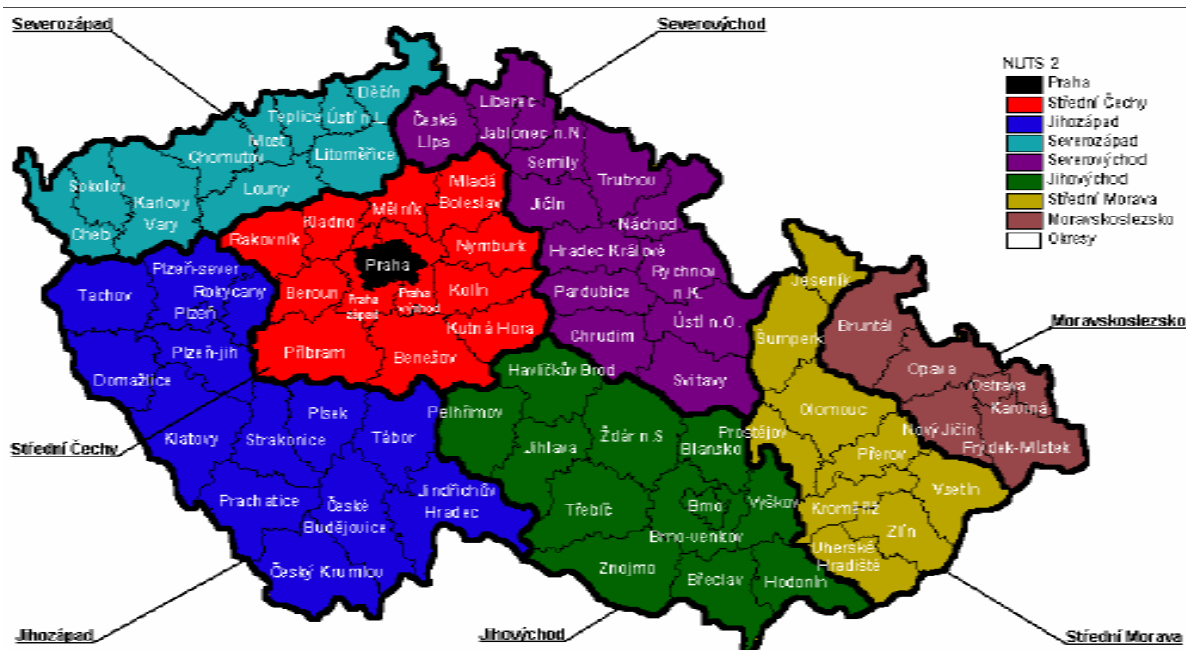 Severozápad
Severovýchod
NUTS 2
Praha
Střední Čechy
Jihozápad
Severozápad
Severovýchod
Jihovýchod
Střední Morava
Moravskoslezsko
Okresy
Děčín
Teplice
Ústí n.L.
Most
Chomutov
Litoměřice
Louny
Sokolov
Karlovy
Vary
Cheb
Česká
Lípa
Liberec
Jablonec n.N.
Semily
Trutnov
Jičín
Náchod
Hradec Králové
Rychnov
n.K.
Pardubice
Ústí n.O.
Chrudim
Svitavy
Mladá
Boleslav
Mělník
Kladno
Rakovník
Nymburk
Praha
Beroun
Praha
západ
Praha
východ
Kolín
Kutná Hora
Příbram
Benešov
Plzeň-sever
Tachov
Rokycany
Plzeň
Plzeň-jih
Domažlice
Klatovy
Písek
Strakonice
Tábor
Prachatice
České
Budějovice
Jindřichův
Hradec
Český Krumlov
Havlíčkův Brod
Pelhřimov
Jihlava
Žďár n.S
Blansko
Třebíč
Brno
Vyškov
Brno-venkov
Znojmo
Břeclav
Hodonín
Jeseník
Šumperk
Olomouc
Prostějov
Přerov
Kroměříž
Vsetín
Zlín
Uherské
Hradiště
Bruntál
Opava
Ostrava
Karviná
Nový Jičín
Frýdek-Místek
Moravskoslezsko
Střední Čechy
Jihozápad
Jihovýchod
Střední Morava